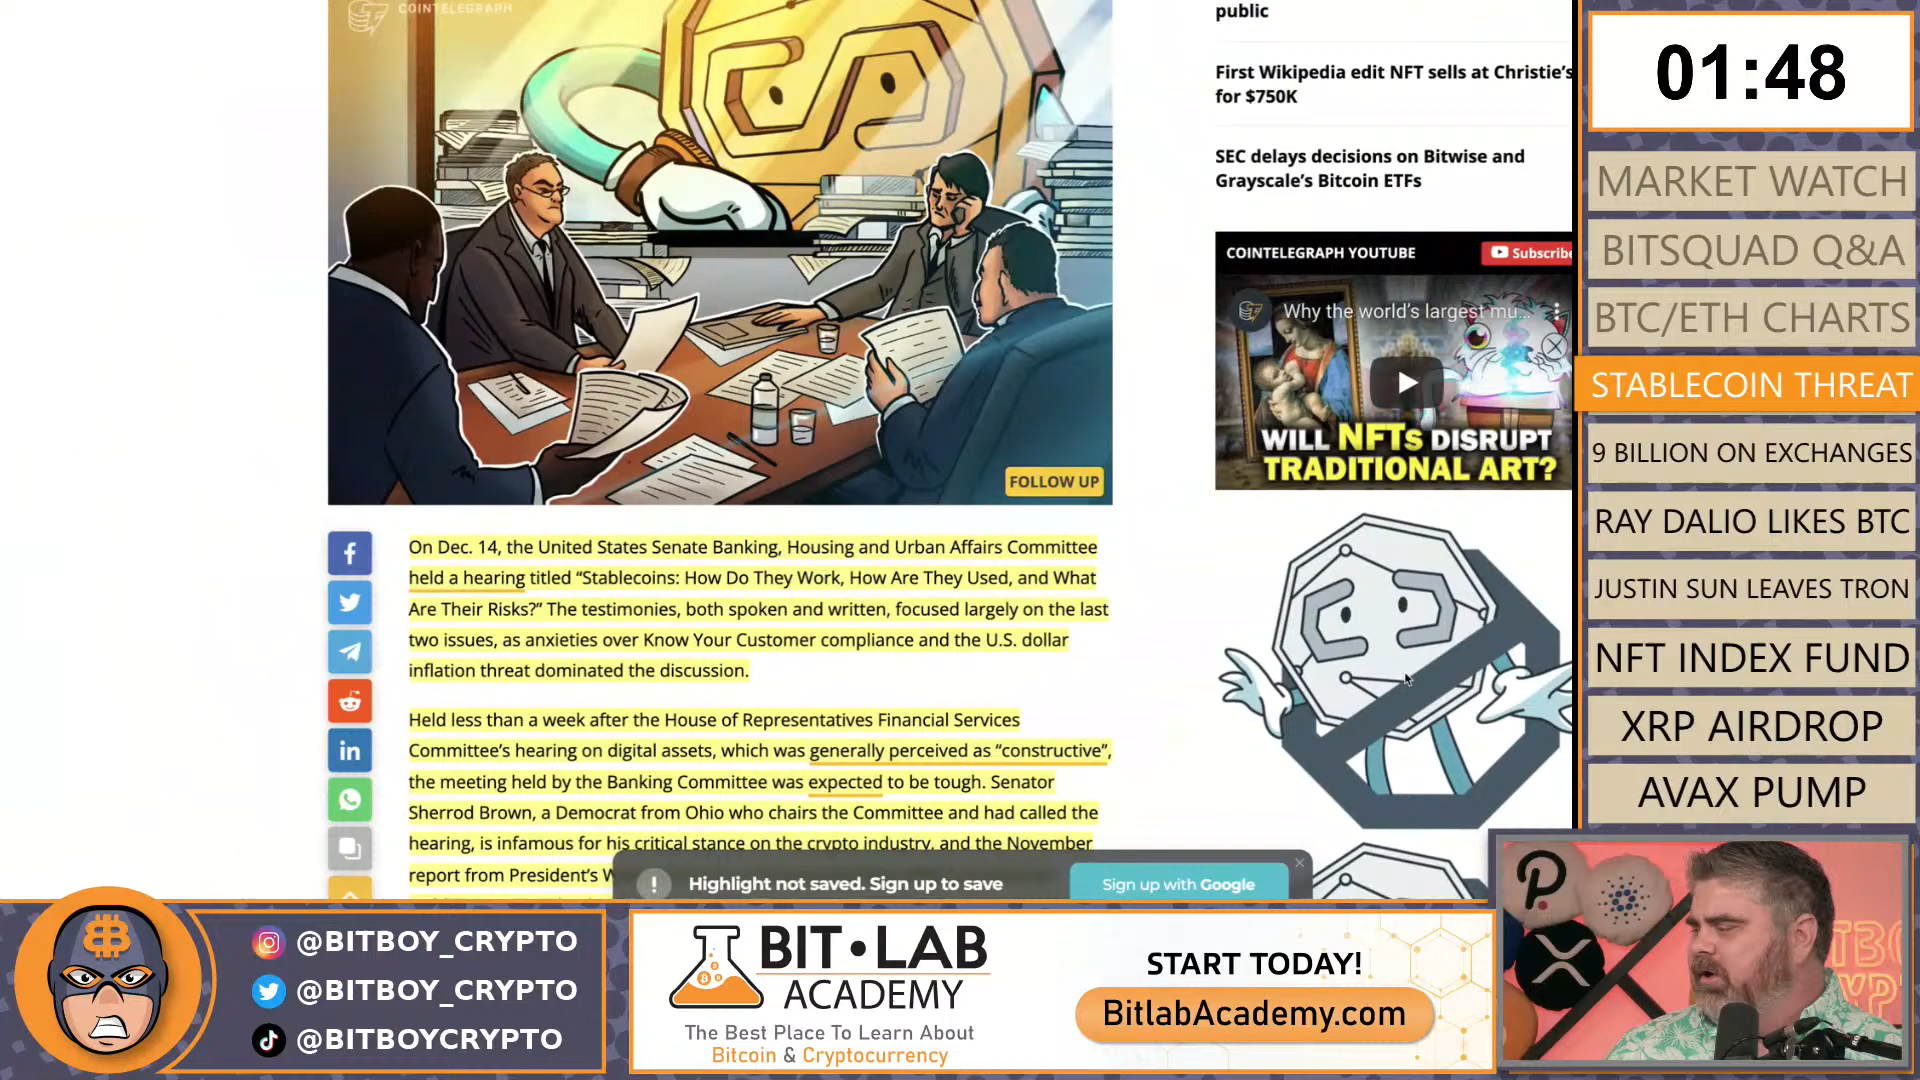 COINTELEGRAPH
FOLLOW UP
On Dec. 14, the United States Senate Banking, Housing and Urban Affairs Committee
held a hearing titled “Stablecoins: How Do They Work, How Are They Used, and What
Are Their Risks?” The testimonies, both spoken and written, focused largely on the last
two issues, as anxieties over Know Your Customer compliance and the U.S. dollar
inflation threat dominated the discussion.
Held less than a week after the House of Representatives Financial Services
Committee’s hearing on digital assets, which was generally perceived as “constructive”,
the meeting held by the Banking Committee was expected to be tough. Senator
Sherrod Brown, a Democrat from Ohio who chairs the Committee and had called the
hearing, is infamous for his critical stance on the crypto industry, and the November
report from President’s W
Highlight not saved. Sign up to save
Sign up with Google
public
First Wikipedia edit NFT sells at Christie’s
for $750K
SEC delays decisions on Bitwise and
Grayscale’s Bitcoin ETFs
COINTELEGRAPH YOUTUBE
Subscribe
Why the world’s largest mu...
WILL NFTs DISRUPT
TRADITIONAL ART?
01:48
MARKET WATCH
BITSQUAD Q&A
BTC/ETH CHARTS
STABLECOIN THREAT
9 BILLION ON EXCHANGES
RAY DALIO LIKES BTC
JUSTIN SUN LEAVES TRON
NFT INDEX FUND
XRP AIRDROP
AVAX PUMP
@BITBOY_CRYPTO
@BITBOY_CRYPTO
@BITBOYCRYPTO
BIT•LAB
ACADEMY
The Best Place To Learn About
Bitcoin & Cryptocurrency
START TODAY!
BitlabAcademy.com